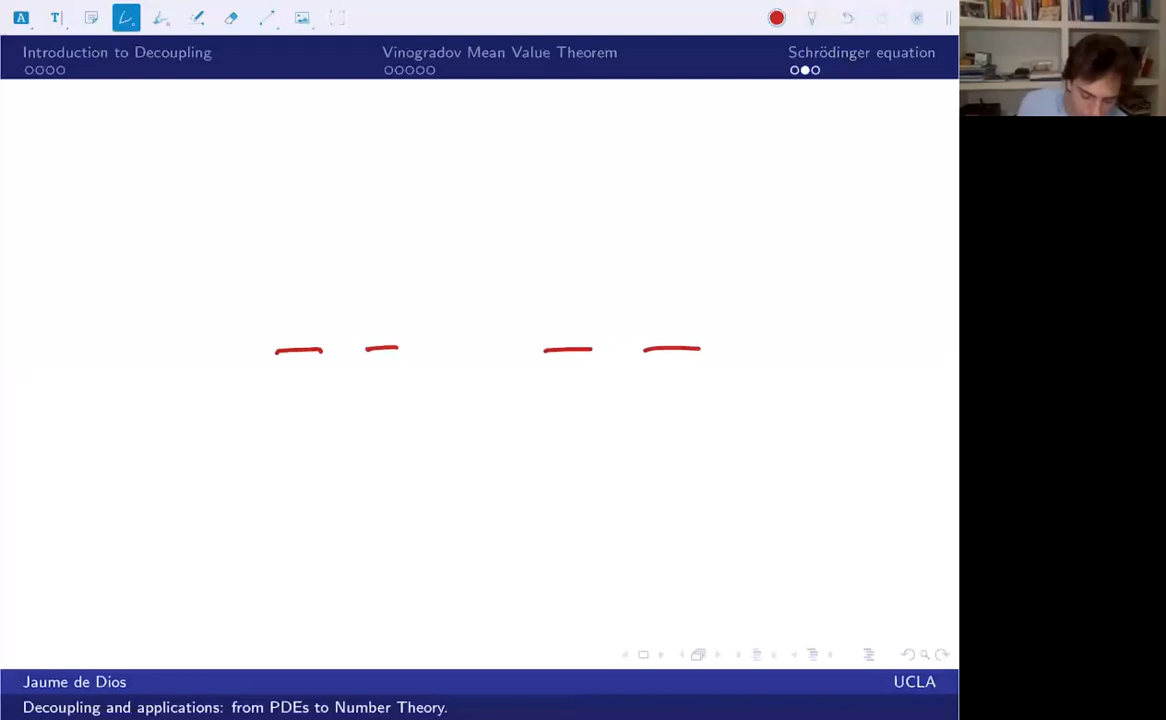 Introduction to Decoupling
Vinogradov Mean Value Theorem
Schrödinger equation
Jaume de Dios
UCLA
Decoupling and applications: from PDEs to Number Theory.